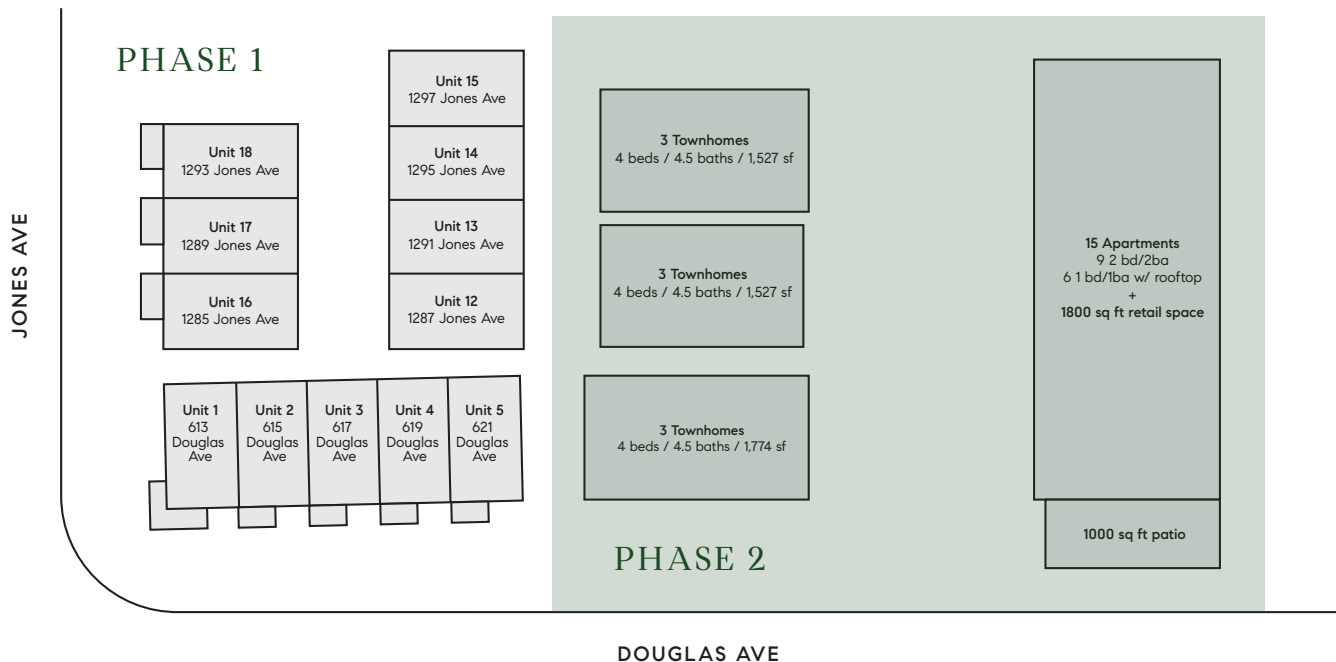 PHASE 1
Unit 15
1297 Jones Ave
Unit 14
1295 Jones Ave
Unit 13
1291 Jones Ave
Unit 12
1287 Jones Ave
Unit 18
1293 Jones Ave
Unit 17
1289 Jones Ave
Unit 16
1285 Jones Ave
Unit 1
613
Douglas
Ave
Unit 2
615
Douglas
Ave
Unit 3
617
Douglas
Ave
Unit 4
619
Douglas
Ave
Unit 5
621
Douglas
Ave
JONES AVE
3 Townhomes
4 beds / 4.5 baths / 1,527 sf
3 Townhomes
4 beds / 4.5 baths / 1,527 sf
3 Townhomes
4 beds / 4.5 baths / 1,774 sf
PHASE 2
15 Apartments
9 2 bd/2ba
6 1 bd/1ba w/ rooftop
+
1800 sq ft retail space
1000 sq ft patio
DOUGLAS AVE